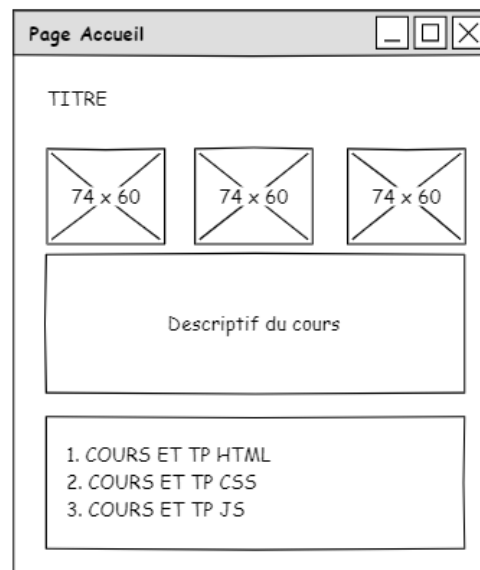 Page Accueil
TITRE
74 x 60
74 x 60
74 x 60
Descriptif du cours
1. COURS ET TP HTML
2. COURS ET TP CSS
3. COURS ET TP JS